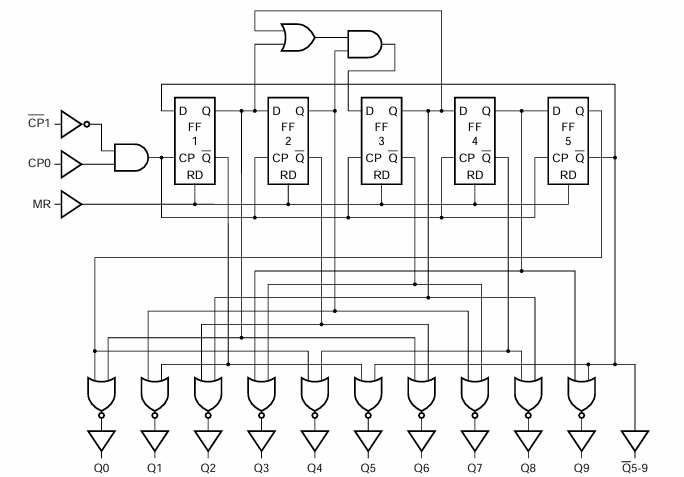 D Q D Q D Q D Q D Q
FF FF FF FF FF
1 2 3 4 5
C̅P̅1
CP Q̅ CP Q̅ CP Q̅ CP Q̅ CP Q̅
CP0
RD RD RD RD RD
MR
Q0 Q1 Q2 Q3 Q4 Q5 Q6 Q7 Q8 Q9 Q̅5-9